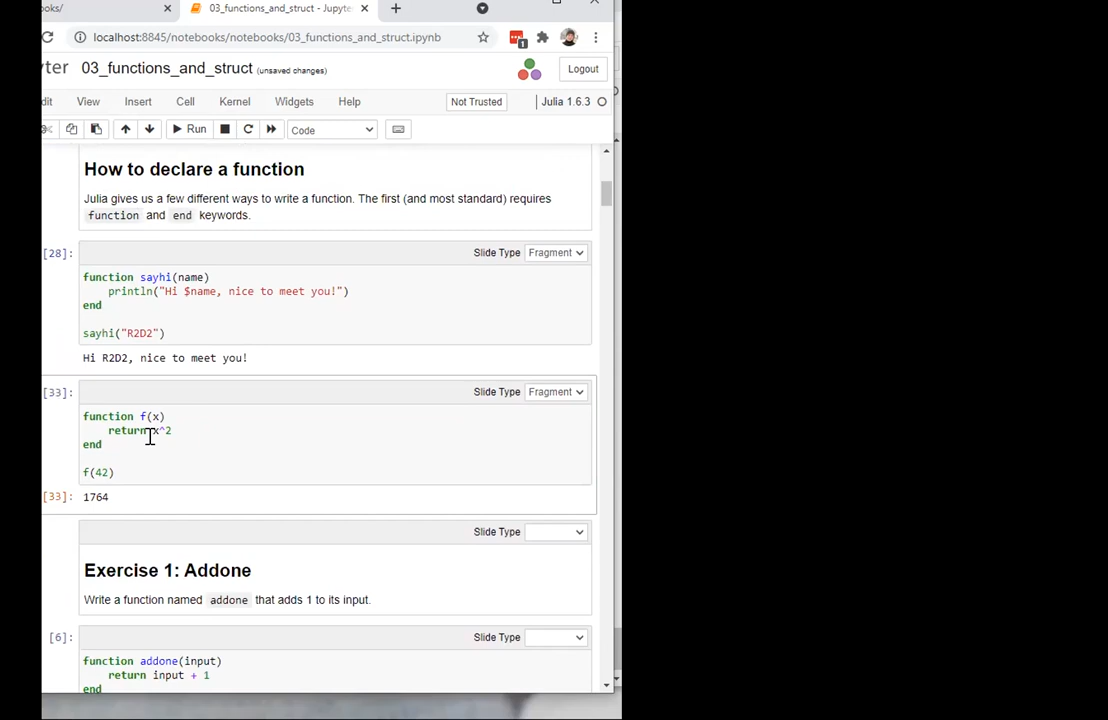 ooks/
03_functions_and_struct - Jupyte
localhost:8845/notebooks/notebooks/03_functions_and_struct.ipynb
1
yter 03_functions_and_struct (unsaved changes)
Logout
dit View Insert Cell Kernel Widgets Help
Not Trusted
Julia 1.6.3
Run
Code
How to declare a function
Julia gives us a few different ways to write a function. The first (and most standard) requires
function and end keywords.
[28]:
Slide Type Fragment
function sayhi(name)
println("Hi $name, nice to meet you!")
end
sayhi("R2D2")
Hi R2D2, nice to meet you!
[33]:
Slide Type Fragment
function f(x)
return x^2
end
f(42)
[33]: 1764
Slide Type
Exercise 1: Addone
Write a function named addone that adds 1 to its input.
[6]:
Slide Type
function addone(input)
return input + 1
end